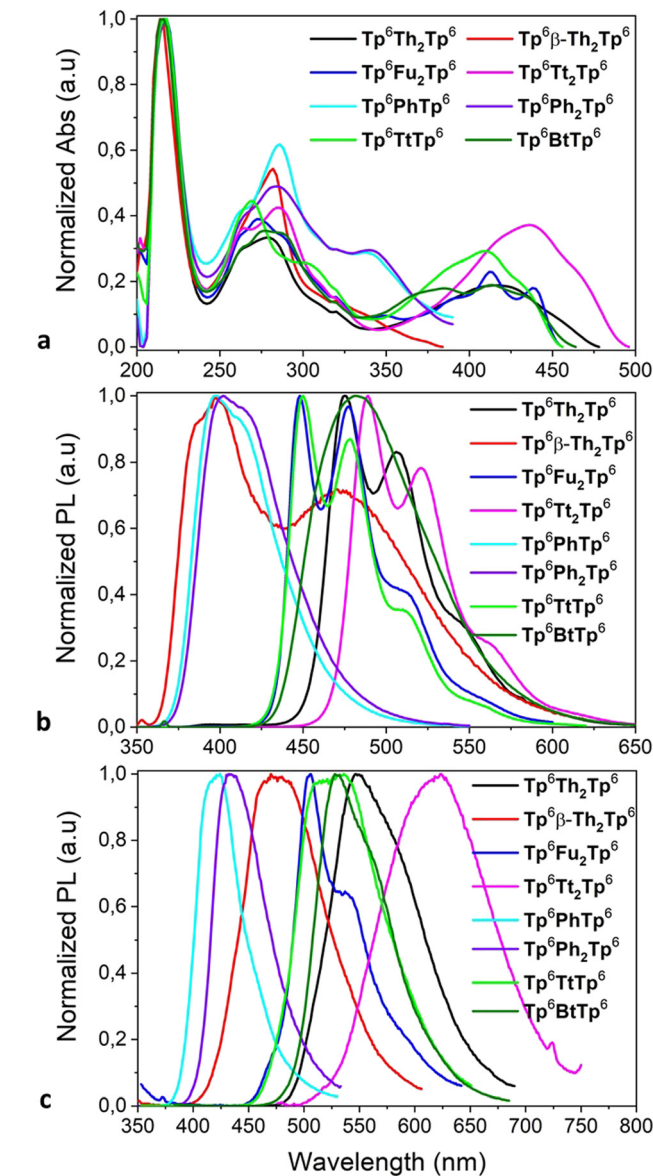 1,0
0,8
0,6
0,4
0,2
0,0
Normalized Abs (a.u)
a
Tp⁶Th₂Tp⁶ Tp⁶β-Th₂Tp⁶
Tp⁶Fu₂Tp⁶ Tp⁶Tt₂Tp⁶
Tp⁶PhTp⁶ Tp⁶Ph₂Tp⁶
Tp⁶TtTp⁶ Tp⁶BtTp⁶
200 250 300 350 400 450 500
1,0
0,8
0,6
0,4
0,2
0,0
Normalized PL (a.u)
b
Tp⁶Th₂Tp⁶
Tp⁶β-Th₂Tp⁶
Tp⁶Fu₂Tp⁶
Tp⁶Tt₂Tp⁶
Tp⁶PhTp⁶
Tp⁶Ph₂Tp⁶
Tp⁶TtTp⁶
Tp⁶BtTp⁶
350 400 450 500 550 600 650
1,0
0,8
0,6
0,4
0,2
0,0
Normalized PL (a.u)
c
Tp⁶Th₂Tp⁶
Tp⁶β-Th₂Tp⁶
Tp⁶Fu₂Tp⁶
Tp⁶Tt₂Tp⁶
Tp⁶PhTp⁶
Tp⁶Ph₂Tp⁶
Tp⁶TtTp⁶
Tp⁶BtTp⁶
350 400 450 500 550 600 650 700 750 800
Wavelength (nm)